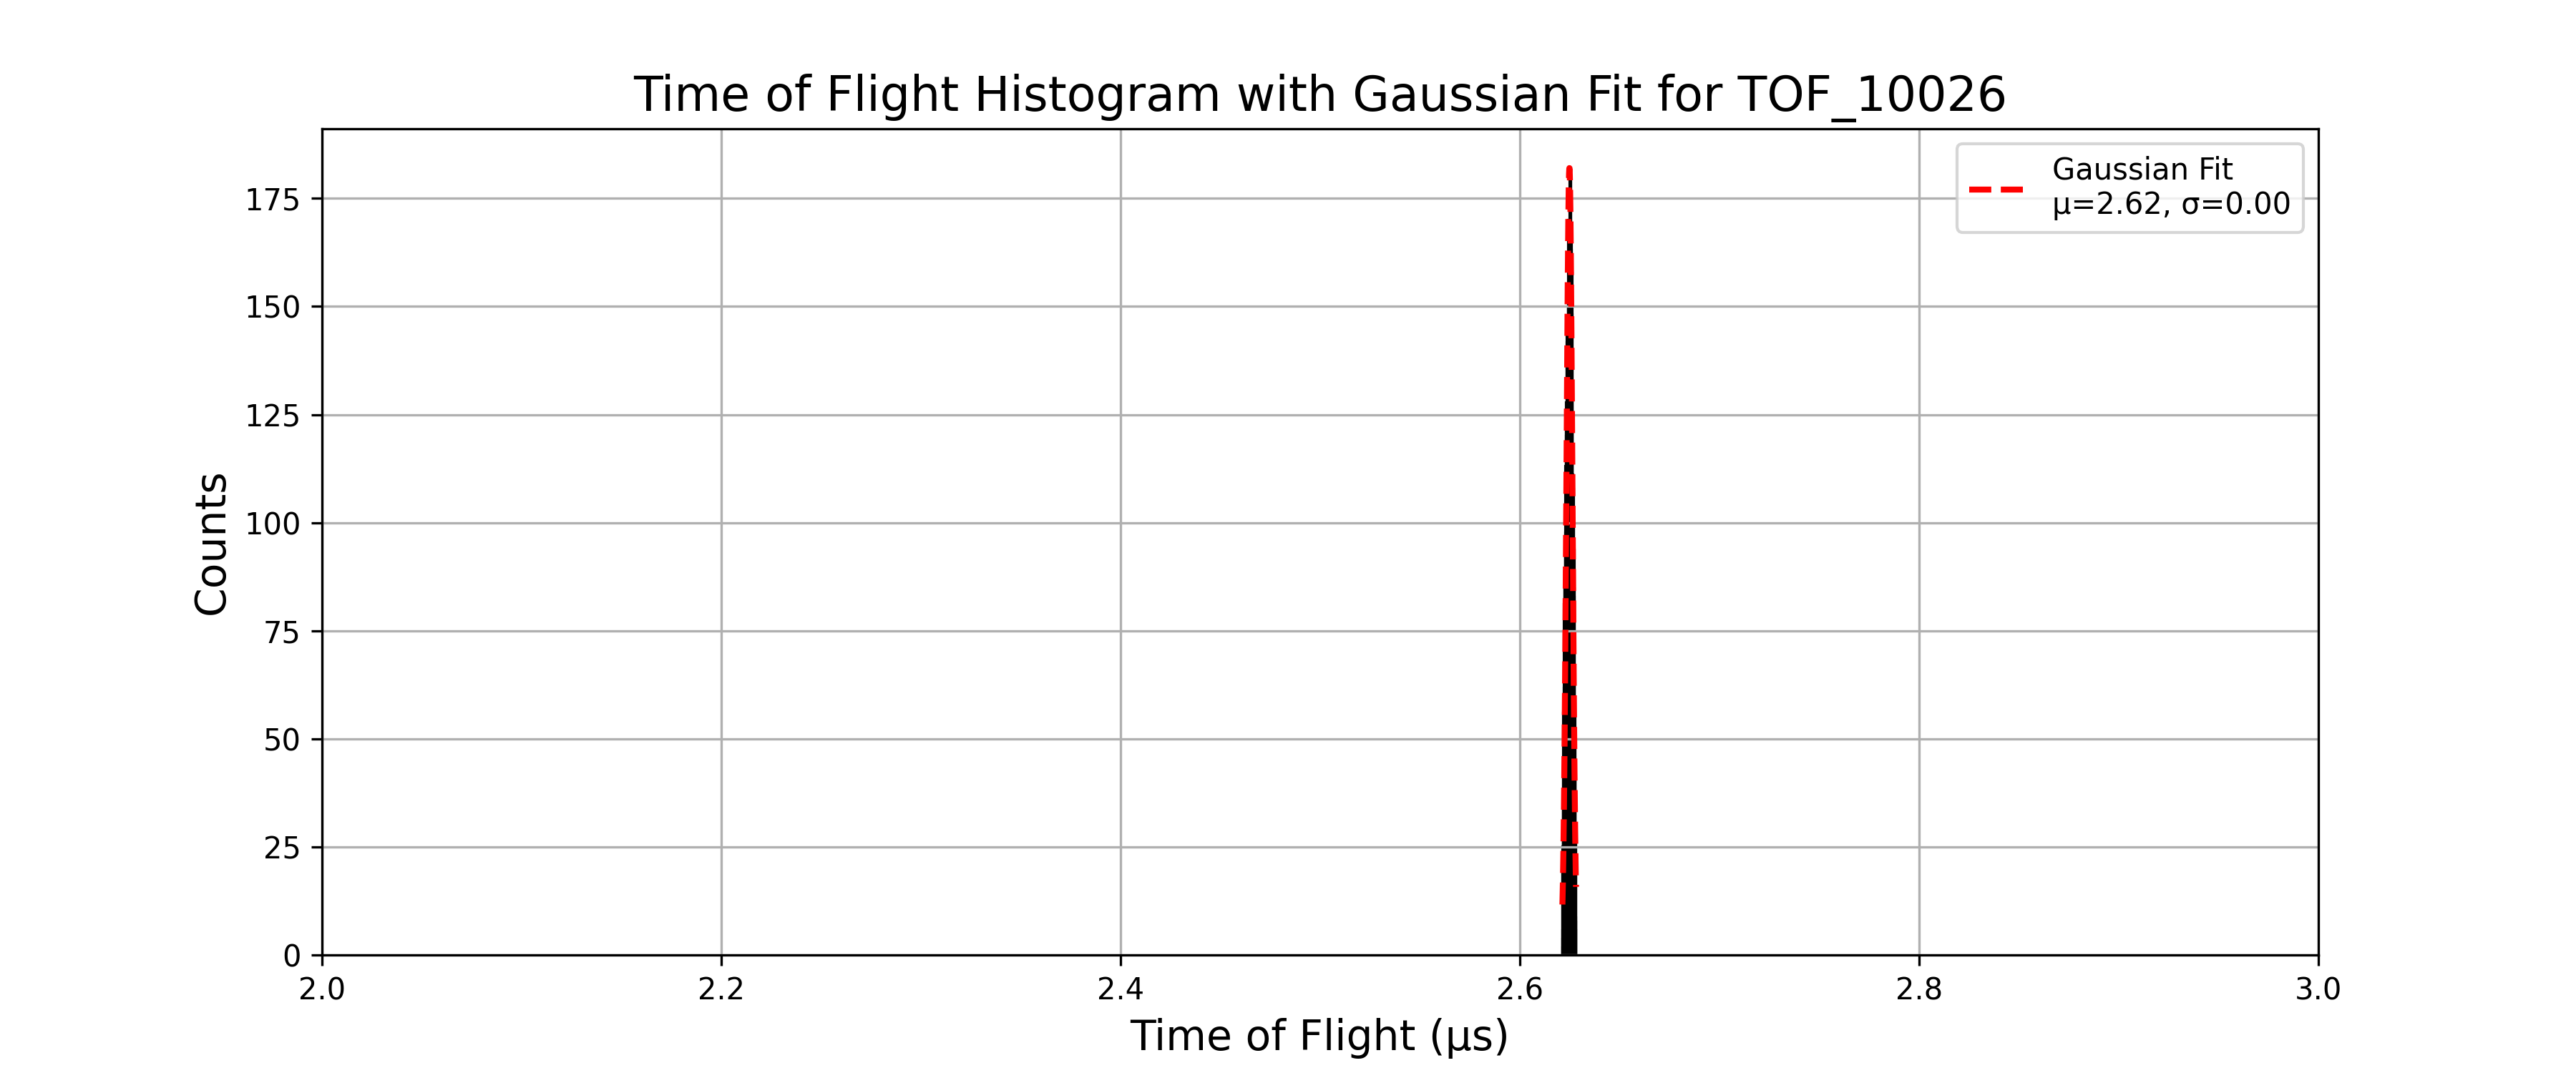 Time of Flight Histogram with Gaussian Fit for TOF_10026
Gaussian Fit
μ=2.62, σ=0.00
175
150
125
100
75
50
25
0
Counts
2.0 2.2 2.4 2.6 2.8 3.0
Time of Flight (μs)